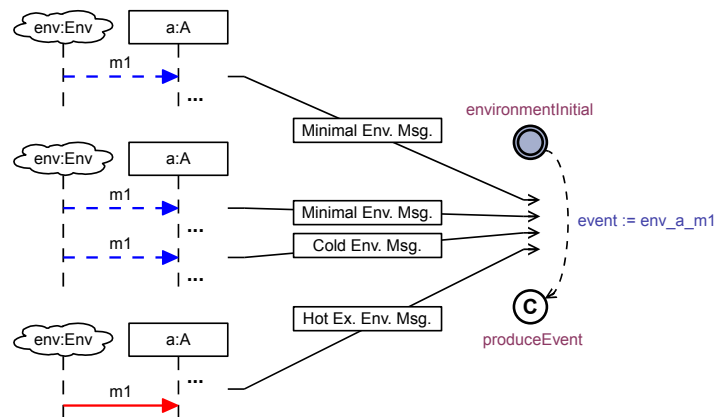 env:Env
a:A
m1
...
Minimal Env. Msg.
environmentInitial
env:Env
a:A
m1
Minimal Env. Msg.
event := env_a_m1
m1
Cold Env. Msg.
...
Hot Ex. Env. Msg.
C
env:Env
a:A
produceEvent
...
m1